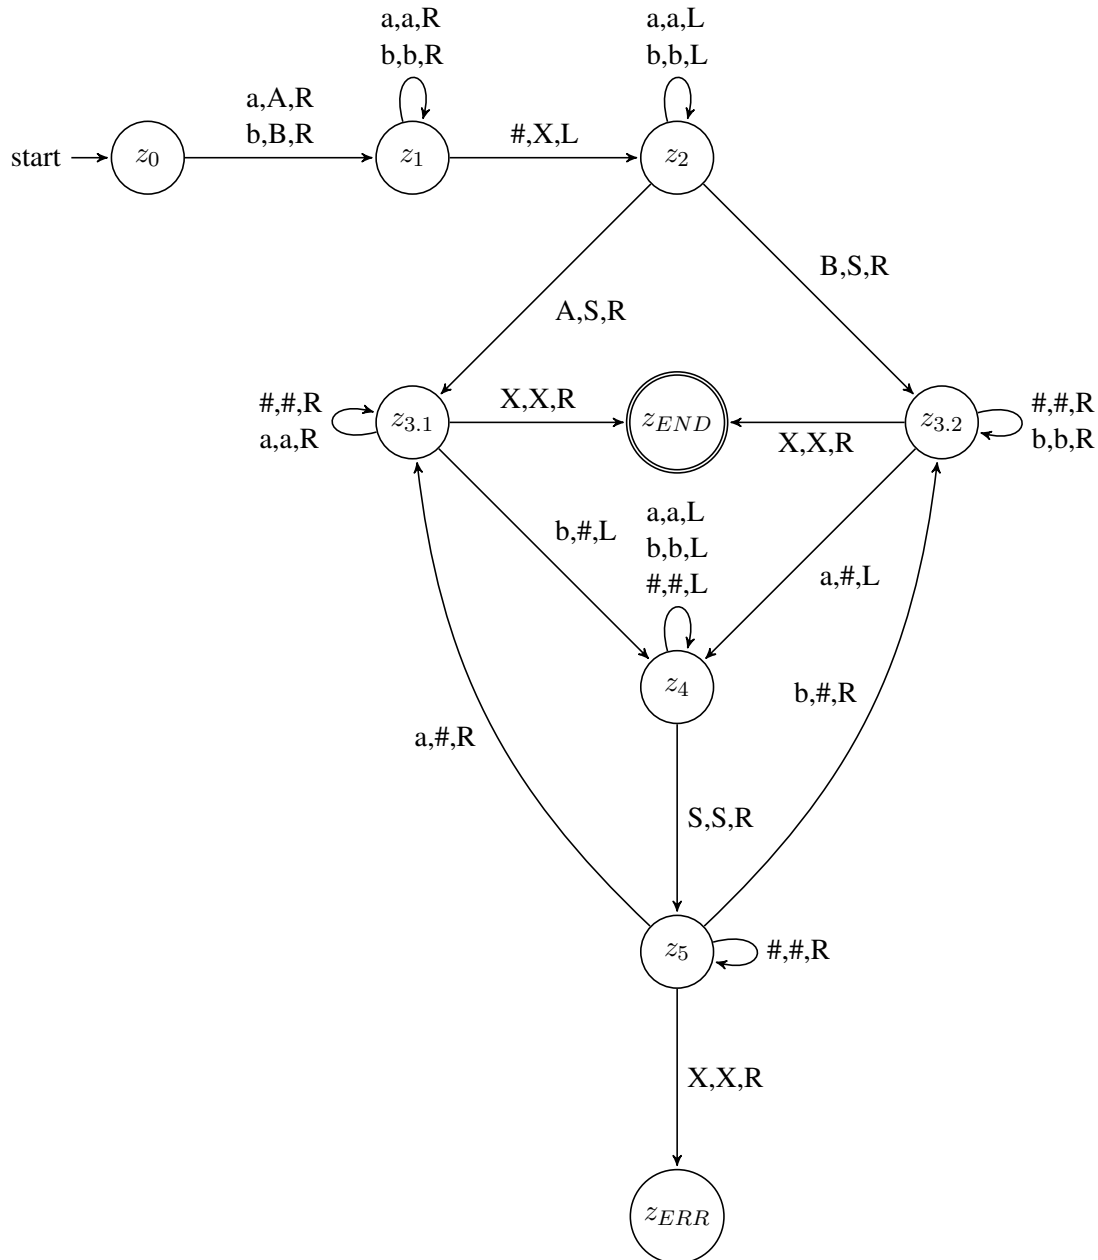 a,a,R
b,b,R
a,a,L
b,b,L
a,A,R
b,B,R
#,X,L
start
z0
z1
z2
B,S,R
A,S,R
#,#,R
a,a,R
z3.1
X,X,R
zEND
X,X,R
z3.2
#,#,R
b,b,R
a,a,L
b,b,L
#,#,L
b,#,L
a,#,L
z4
b,#,R
a,#,R
S,S,R
z5
#,#,R
X,X,R
zERR